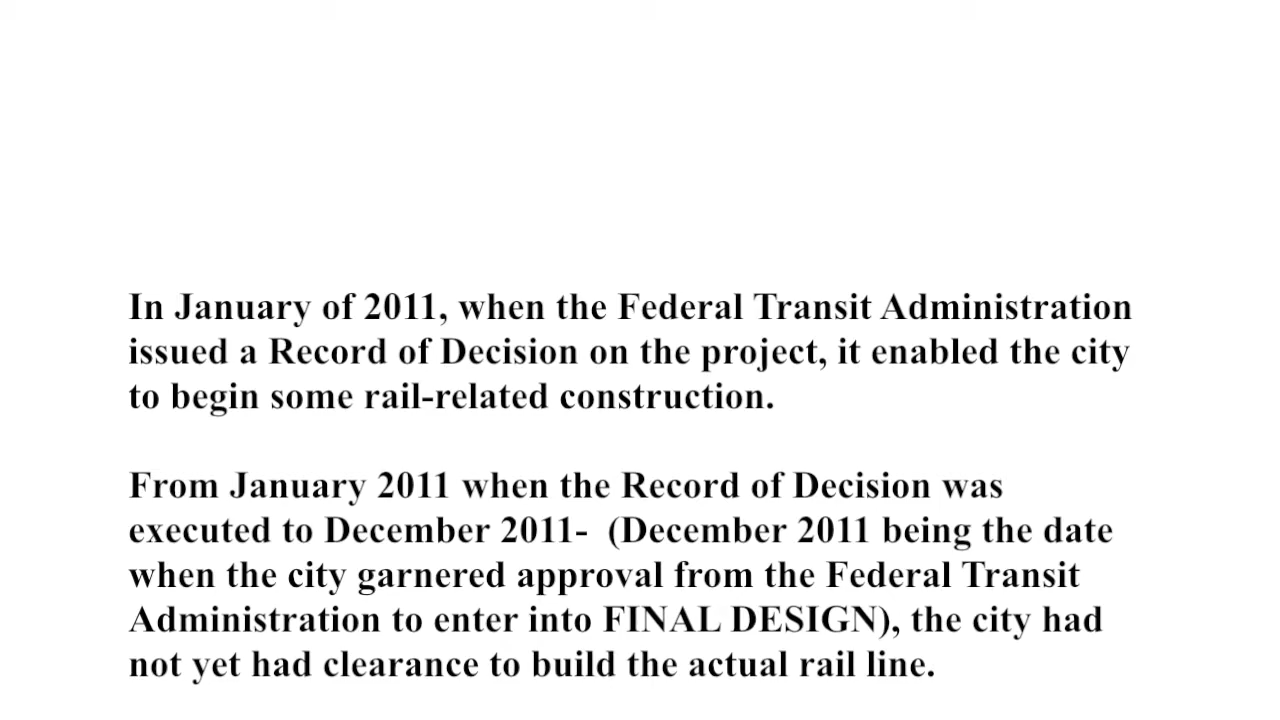 In January of 2011, when the Federal Transit Administration
issued a Record of Decision on the project, it enabled the city
to begin some rail-related construction.
From January 2011 when the Record of Decision was
executed to December 2011-  (December 2011 being the date
when the city garnered approval from the Federal Transit
Administration to enter into FINAL DESIGN), the city had
not yet had clearance to build the actual rail line.